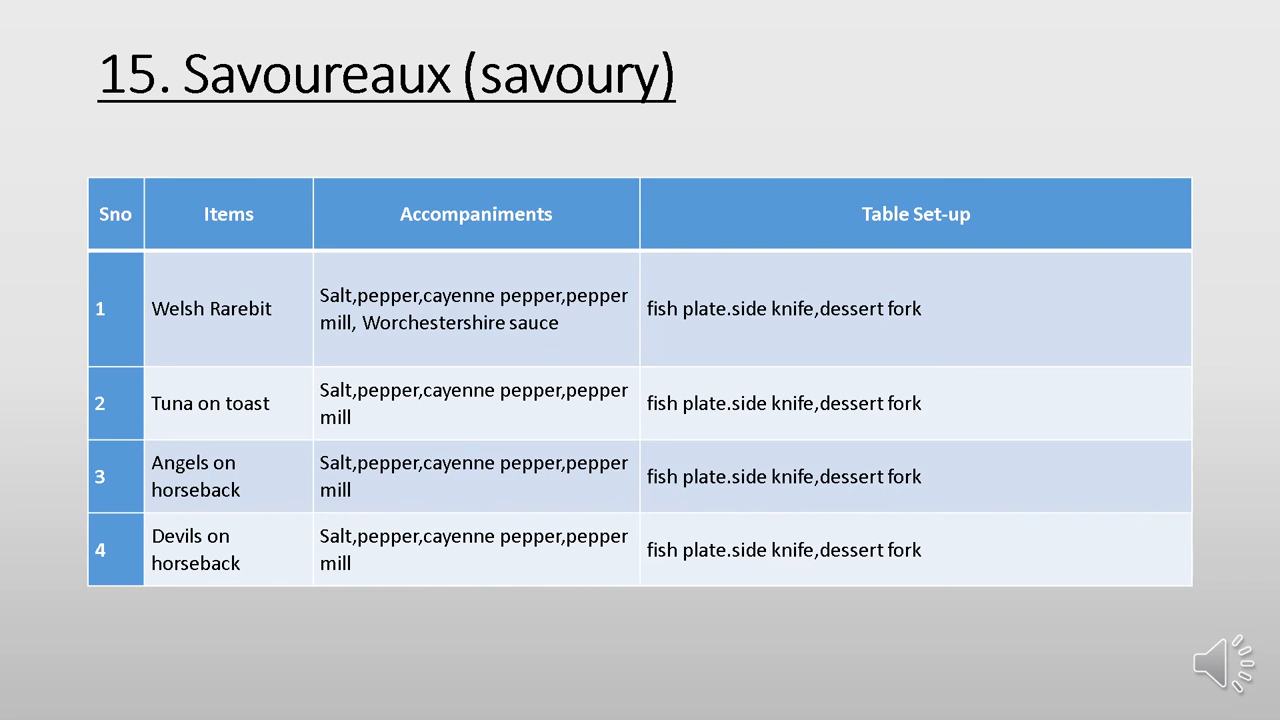 15. Savoureaux (savoury)
Sno Items Accompaniments Table Set-up
1 Welsh Rarebit Salt,pepper,cayenne pepper,pepper mill, Worchestershire sauce fish plate.side knife,dessert fork
2 Tuna on toast Salt,pepper,cayenne pepper,pepper mill fish plate.side knife,dessert fork
3 Angels on horseback Salt,pepper,cayenne pepper,pepper mill fish plate.side knife,dessert fork
4 Devils on horseback Salt,pepper,cayenne pepper,pepper mill fish plate.side knife,dessert fork